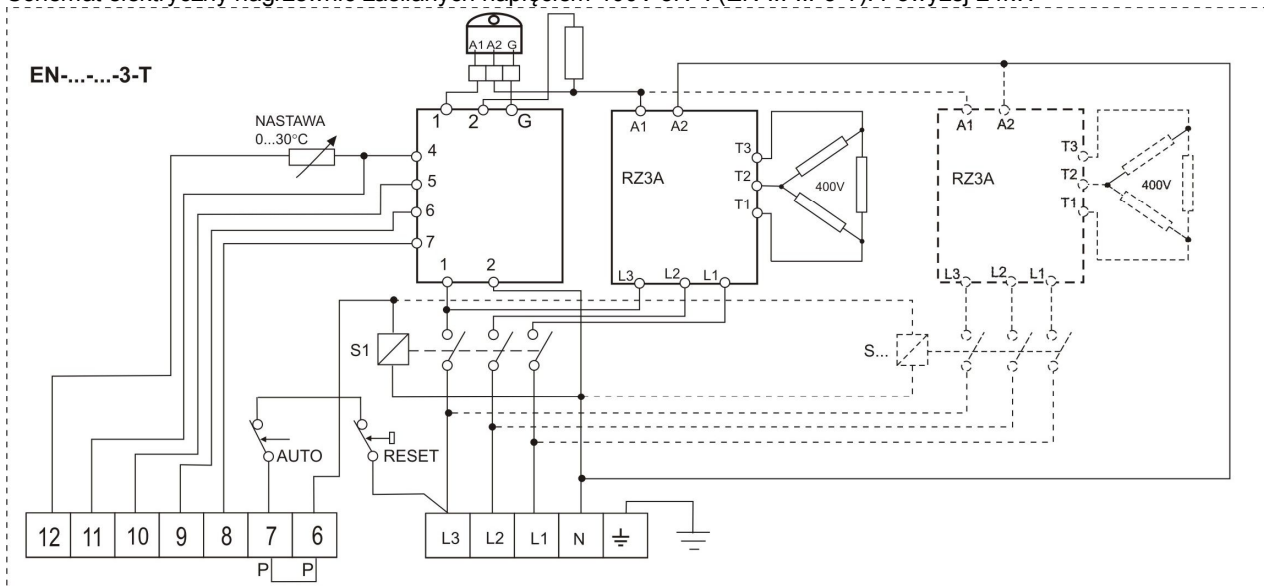 EN-...-...-3-T
A1 A2 G
1 2 G
NASTAWA
0...30°C
4
5
6
7
1 2
A1 A2
RZ3A
T3
T2
T1
400V
L3 L2 L1
A1 A2
RZ3A
T3
T2
T1
400V
L3 L2 L1
S1
S...
AUTO
RESET
12 11 10 9 8 7 6
P P
L3 L2 L1 N